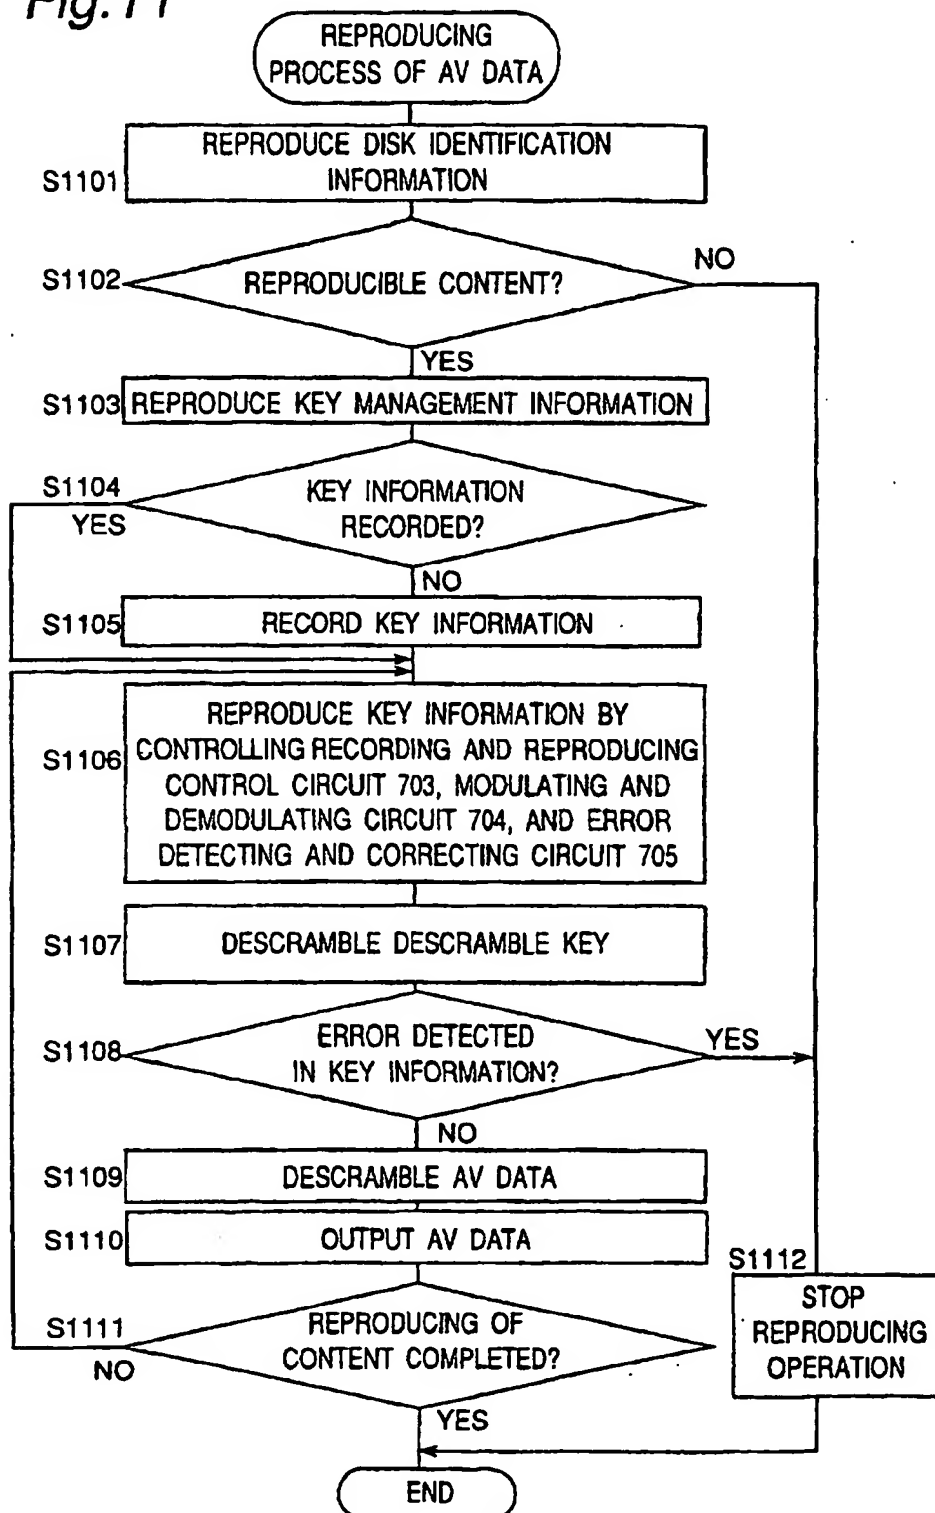 Fig. 11
REPRODUCING
PROCESS OF AV DATA
REPRODUCE DISK IDENTIFICATION
INFORMATION
S1101
S1102
REPRODUCIBLE CONTENT?
NO
YES
S1103
REPRODUCE KEY MANAGEMENT INFORMATION
S1104
YES
KEY INFORMATION
RECORDED?
NO
S1105
RECORD KEY INFORMATION
S1106
REPRODUCE KEY INFORMATION BY
CONTROLLING RECORDING AND REPRODUCING
CONTROL CIRCUIT 703, MODULATING AND
DEMODULATING CIRCUIT 704, AND ERROR
DETECTING AND CORRECTING CIRCUIT 705
S1107
DESCRAMBLE DESCRAMBLE KEY
S1108
ERROR DETECTED
IN KEY INFORMATION?
YES
NO
S1109
DESCRAMBLE AV DATA
S1110
OUTPUT AV DATA
S1111
NO
REPRODUCING OF
CONTENT COMPLETED?
YES
S1112
STOP
REPRODUCING
OPERATION
END